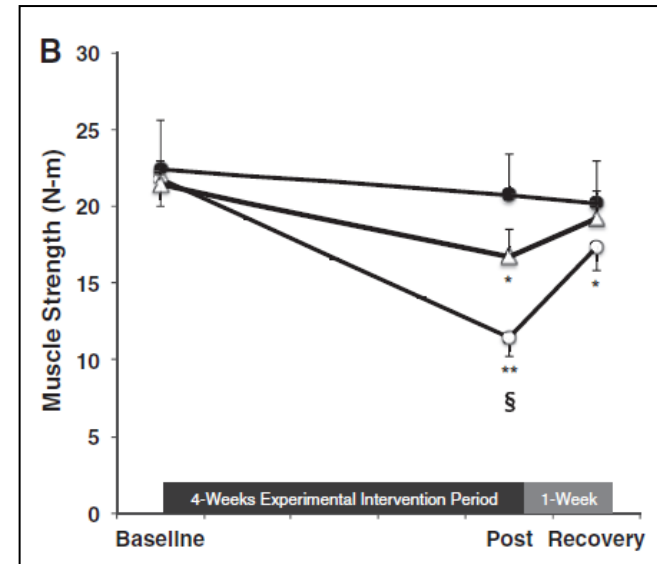 B
Muscle Strength (N-m)
30
25
20
15
10
5
0
*
*
**
§
4-Weeks Experimental Intervention Period
1-Week
Baseline
Post
Recovery